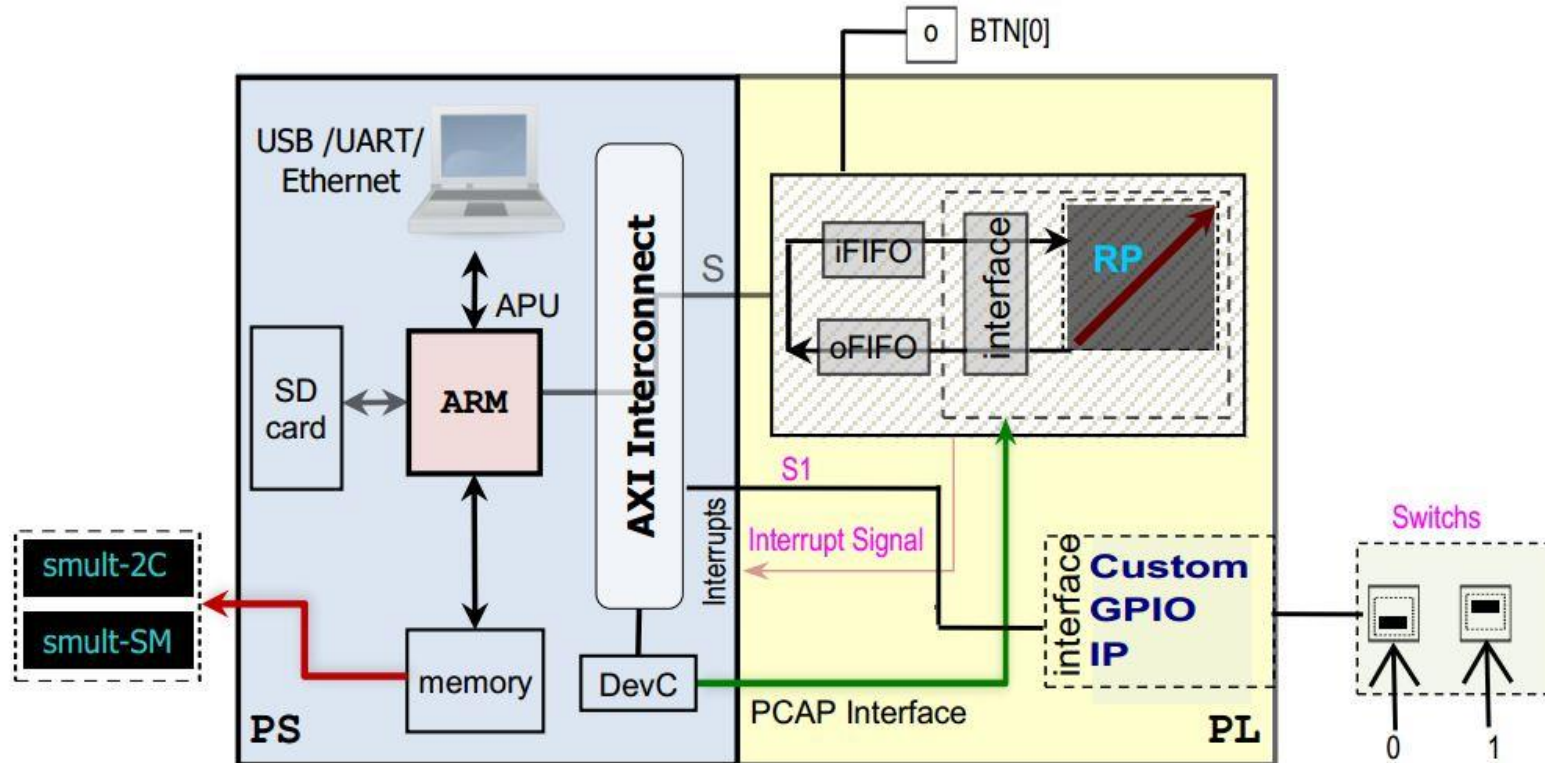 o
BTN[0]
USB /UART/
Ethernet
APU
SD
card
ARM
AXI Interconnect
S
iFIFO
oFIFO
interface
RP
S1
Interrupts
Interrupt Signal
smult-2C
smult-SM
memory
DevC
PCAP Interface
interface
Custom
GPIO
IP
Switchs
0
1
PS
PL